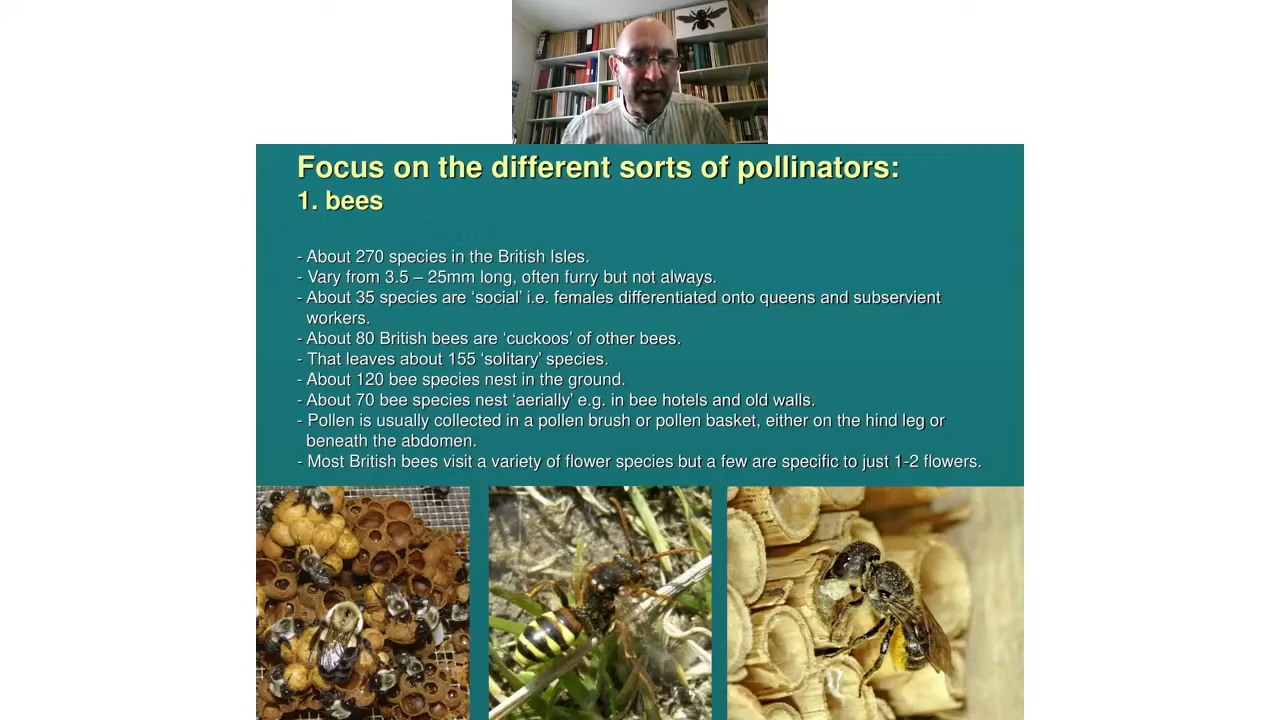 Focus on the different sorts of pollinators:
1. bees
- About 270 species in the British Isles.
- Vary from 3.5 – 25mm long, often furry but not always.
- About 35 species are ‘social’ i.e. females differentiated onto queens and subservient
workers.
- About 80 British bees are ‘cuckoos’ of other bees.
- That leaves about 155 ‘solitary’ species.
- About 120 bee species nest in the ground.
- About 70 bee species nest ‘aerially’ e.g. in bee hotels and old walls.
- Pollen is usually collected in a pollen brush or pollen basket, either on the hind leg or
beneath the abdomen.
- Most British bees visit a variety of flower species but a few are specific to just 1-2 flowers.